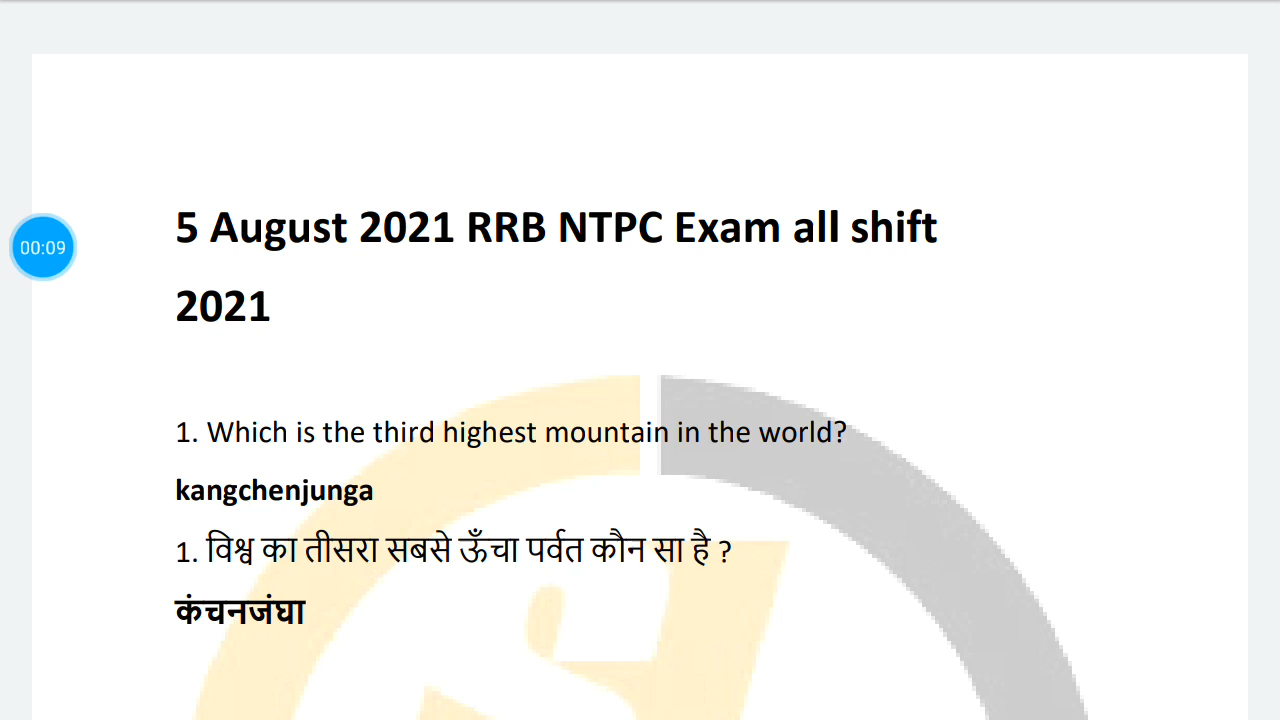 5 August 2021 RRB NTPC Exam all shift
2021
00:09
1. Which is the third highest mountain in the world?
kangchenjunga
1. विश्व का तीसरा सबसे ऊँचा पर्वत कौन सा है ?
कंचनजंघा